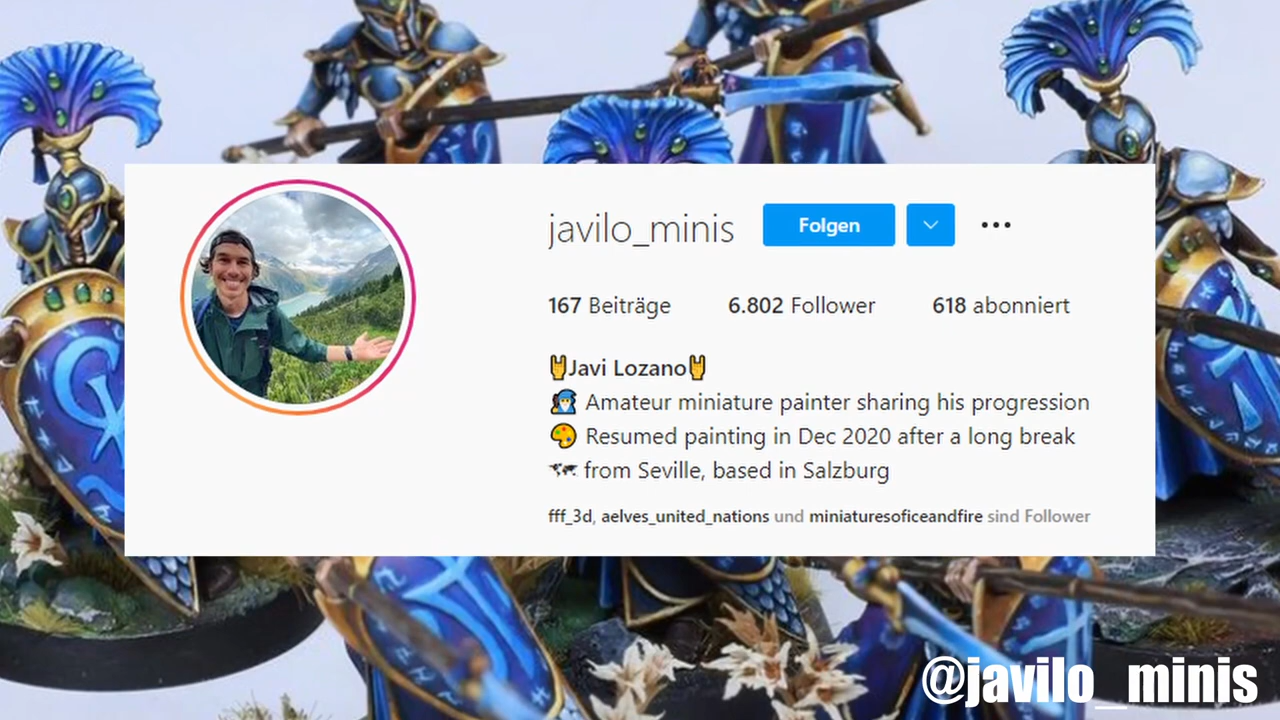 javilo_minis Folgen
167 Beiträge 6.802 Follower 618 abonniert
🤘Javi Lozano🤘
🧙‍♂️ Amateur miniature painter sharing his progression
🎨 Resumed painting in Dec 2020 after a long break
🗺 from Seville, based in Salzburg
fff_3d, aelves_united_nations und miniaturesoficeandfire sind Follower
@javilo_minis